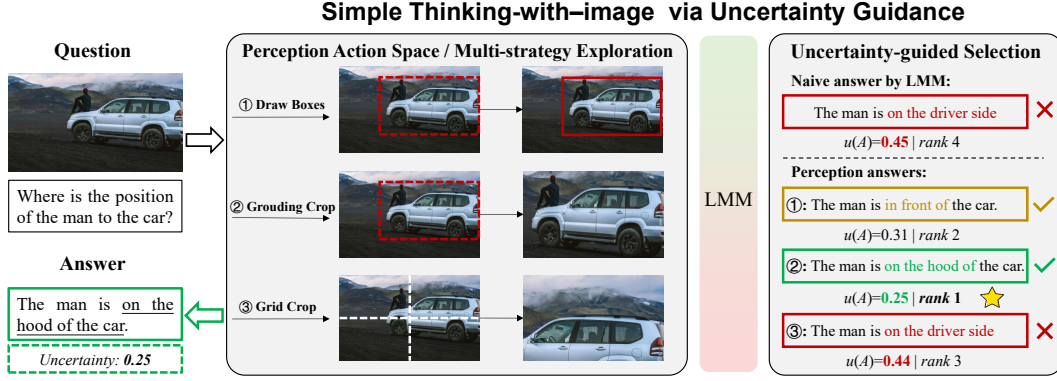 Simple Thinking-with–image via Uncertainty Guidance
Question
Where is the position
of the man to the car?
Answer
The man is on the
hood of the car.
Uncertainty: 0.25
Perception Action Space / Multi-strategy Exploration
① Draw Boxes
② Grouding Crop
③ Grid Crop
LMM
Uncertainty-guided Selection
Naive answer by LMM:
The man is on the driver side
u(A)=0.45 | rank 4
Perception answers:
①: The man is in front of the car.
u(A)=0.31 | rank 2
②: The man is on the hood of the car.
u(A)=0.25 | rank 1
③: The man is on the driver side
u(A)=0.44 | rank 3